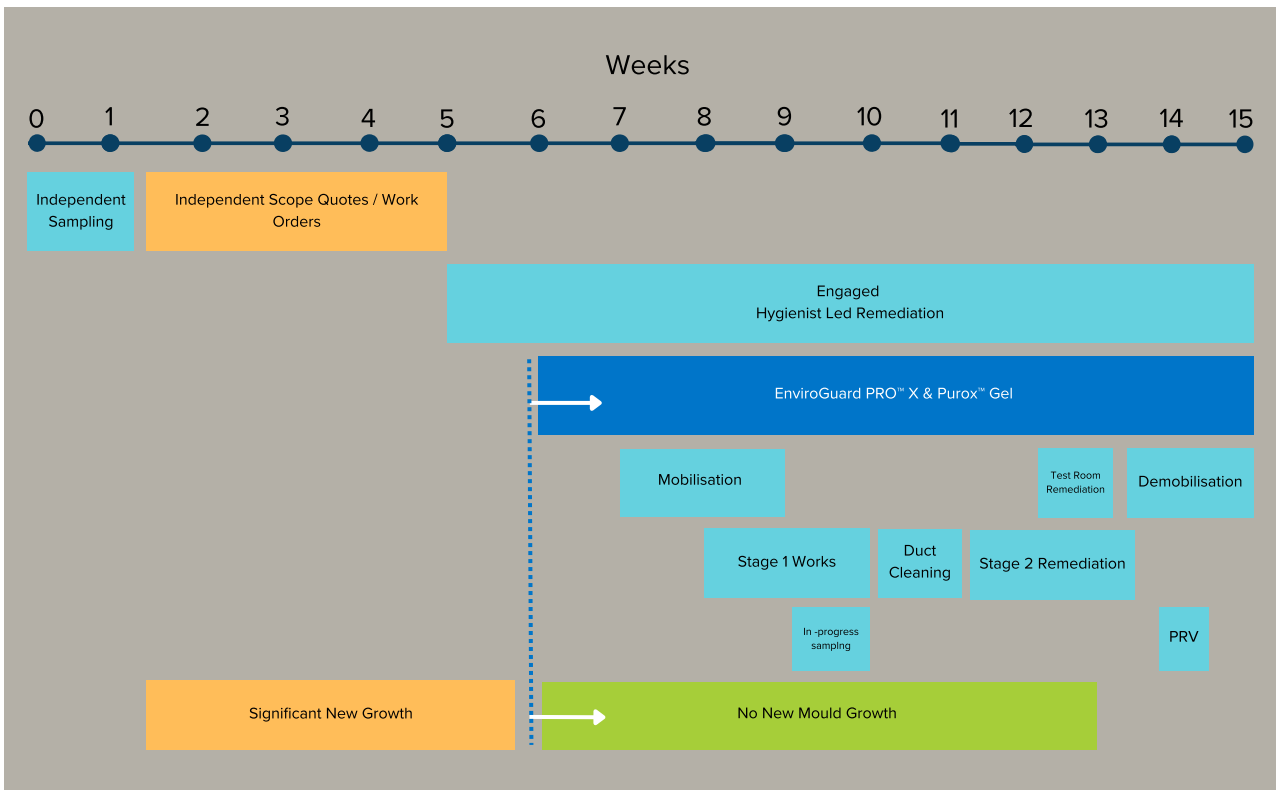 Weeks
0 1 2 3 4 5 6 7 8 9 10 11 12 13 14 15
Independent
Sampling
Independent Scope Quotes / Work
Orders
Engaged
Hygienist Led Remediation
EnviroGuard PRO™ X & Purox™ Gel
Mobilisation
Test Room
Remediation
Demobilisation
Stage 1 Works
Duct
Cleaning
Stage 2 Remediation
In -progress
samplng
PRV
Significant New Growth
No New Mould Growth